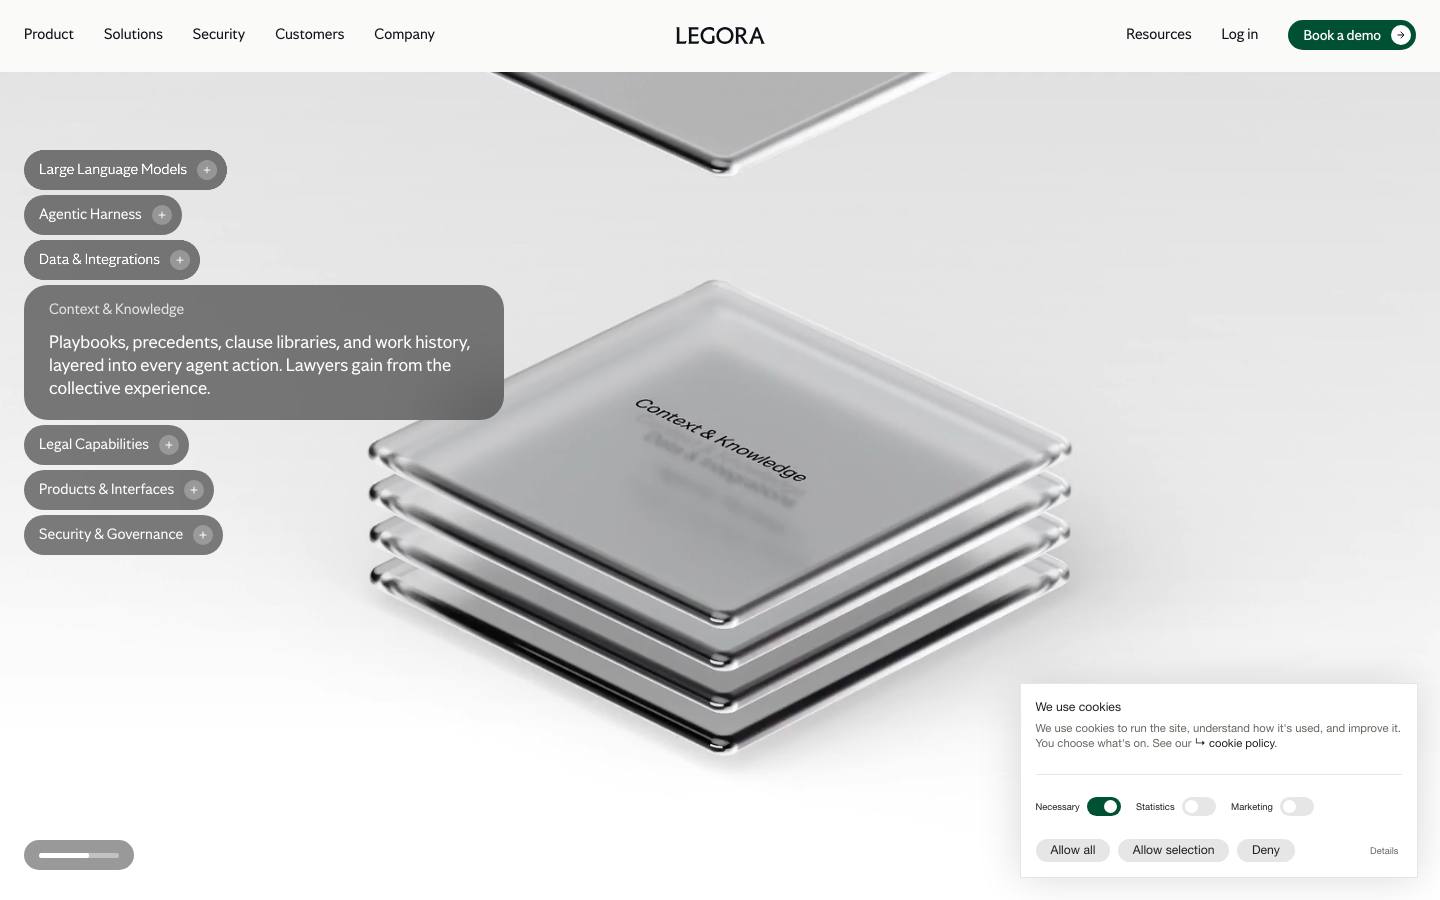 Product
Solutions
Security
Customers
Company
LEGORA
Resources
Log in
Book a demo
Large Language Models
Agentic Harness
Data & Integrations
Context & Knowledge
Playbooks, precedents, clause libraries, and work history,
layered into every agent action. Lawyers gain from the
collective experience.
Legal Capabilities
Products & Interfaces
Security & Governance
Context & Knowledge
Data & Integrations
We use cookies
We use cookies to run the site, understand how it's used, and improve it.
You choose what's on. See our ↳ cookie policy.
Necessary
Statistics
Marketing
Allow all
Allow selection
Deny
Details